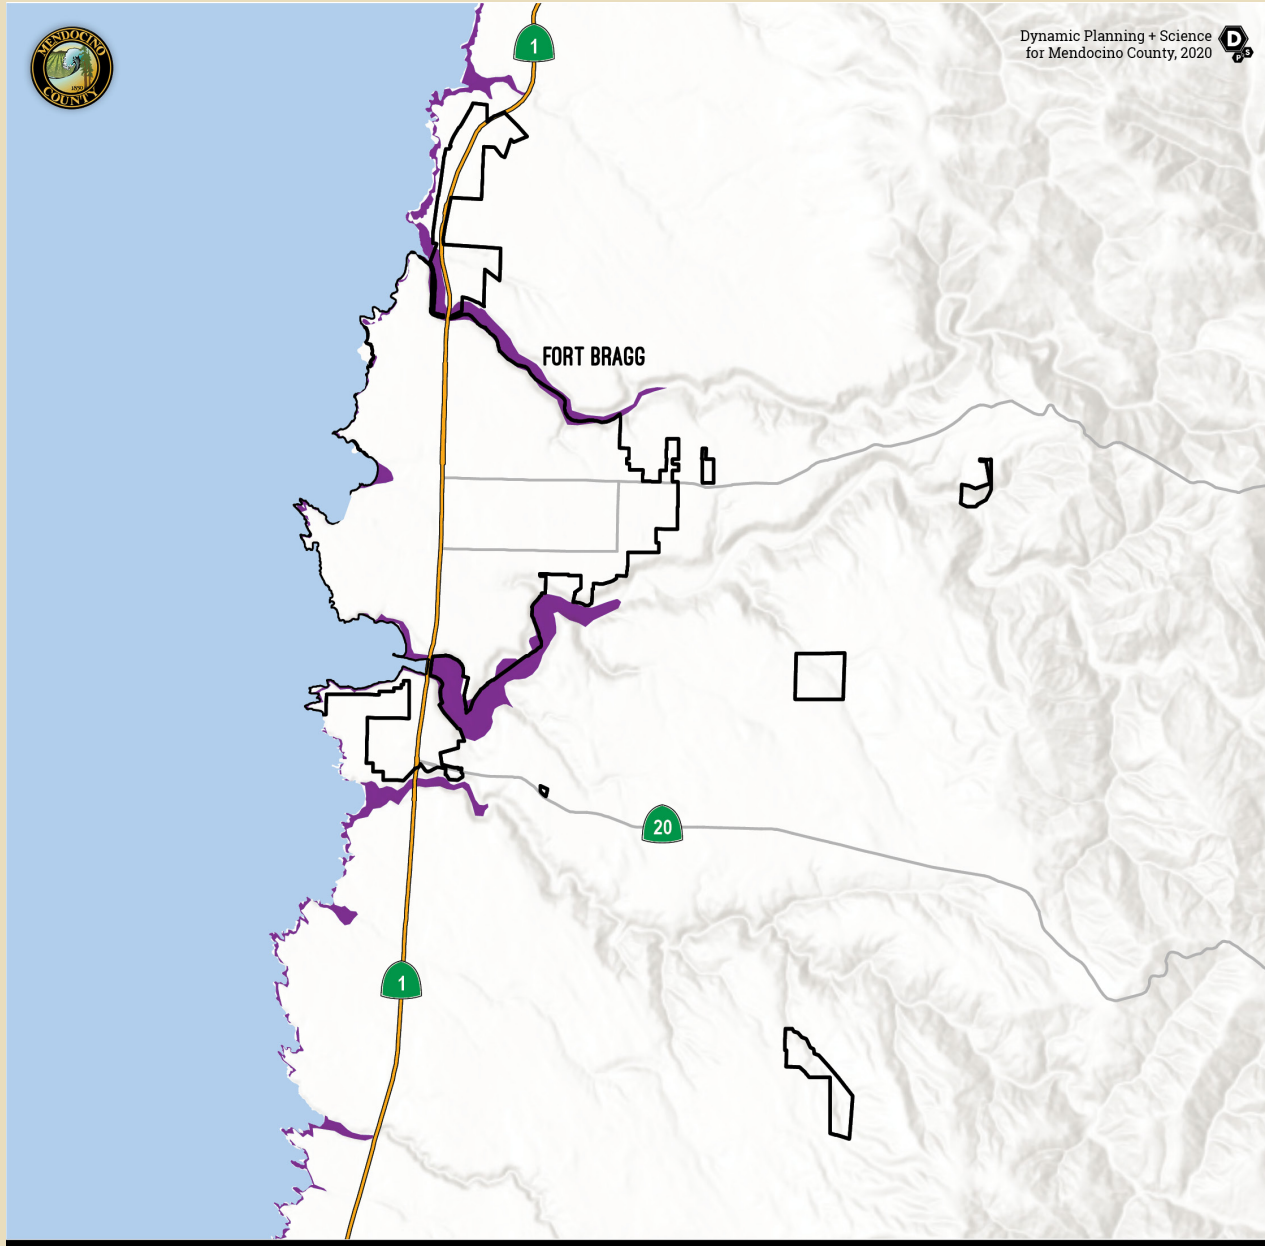 MENDOCINO
COUNTY
1850
Dynamic Planning + Science
for Mendocino County, 2020
D
P
S
1
FORT BRAGG
20
1